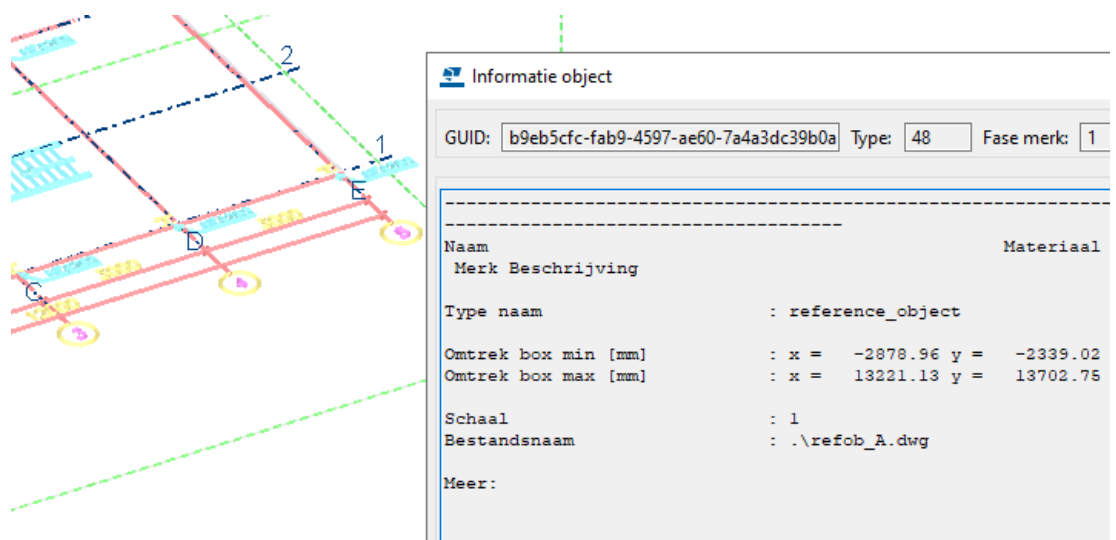 2
1
E
D
C
Informatie object
GUID: b9eb5cfc-fab9-4597-ae60-7a4a3dc39b0a Type: 48 Fase merk: 1
--------------------------------------------------------------
-------------------------------------
Naam Materiaal
Merk Beschrijving
Type naam : reference_object
Omtrek box min [mm] : x = -2878.96 y = -2339.02
Omtrek box max [mm] : x = 13221.13 y = 13702.75
Schaal : 1
Bestandsnaam : .\refob_A.dwg
Meer: